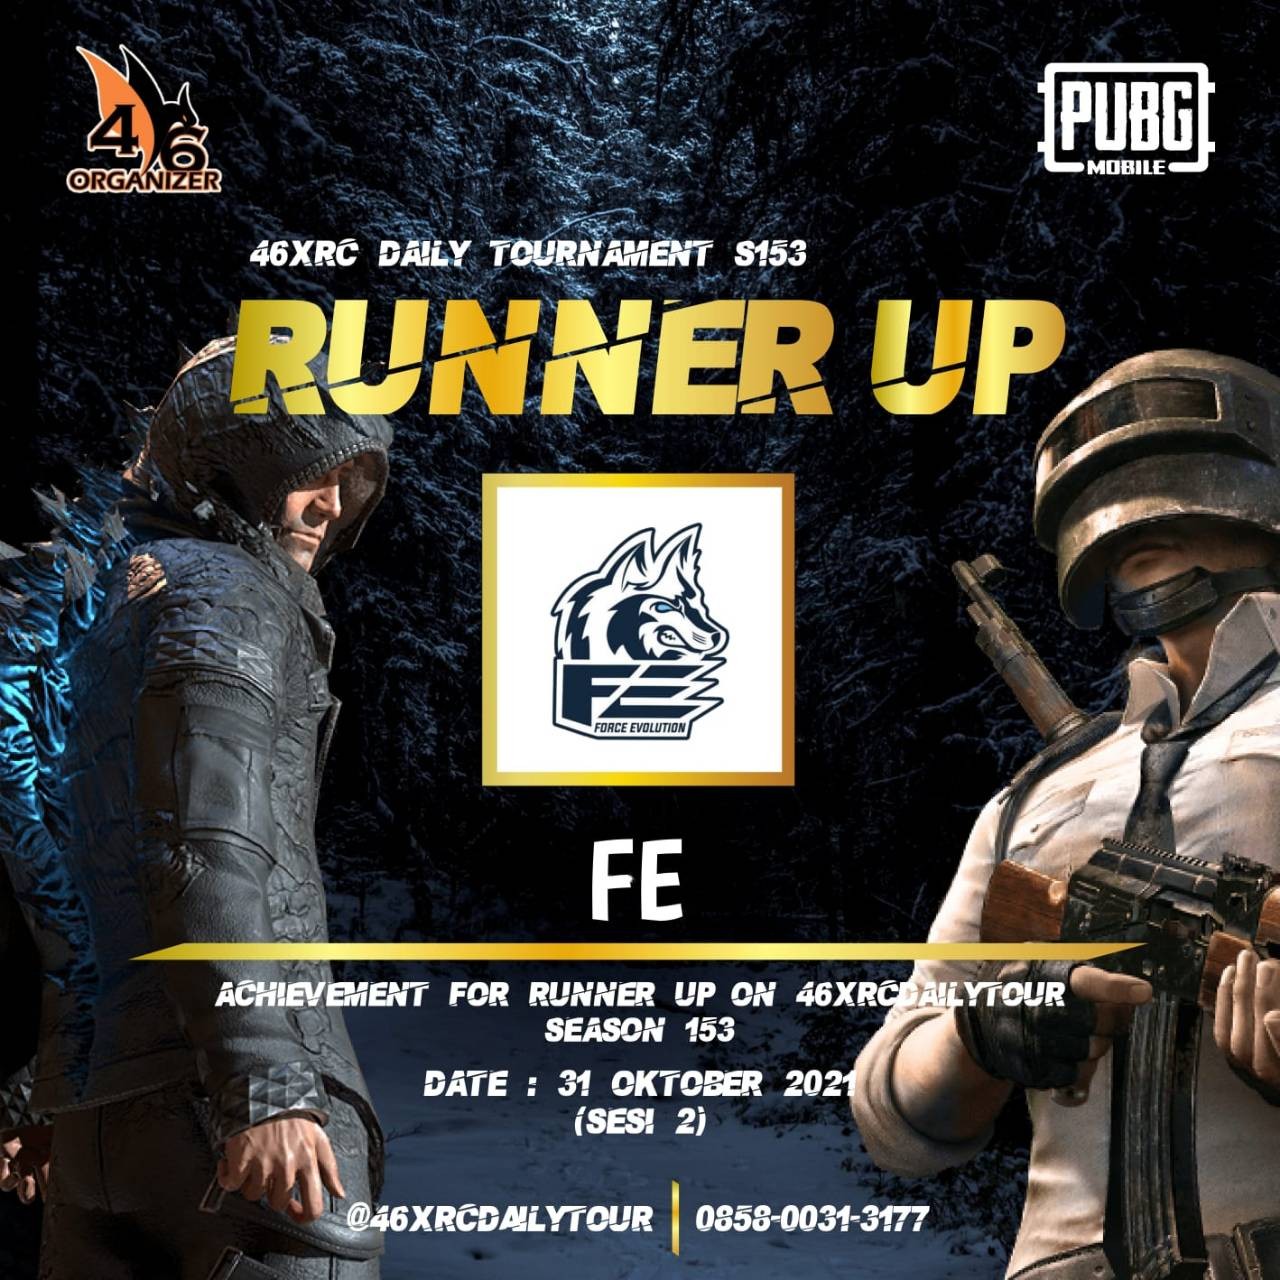 46
ORGANIZER
PUBG
MOBILE
46XRC DAILY TOURNAMENT S153
RUNNER UP
FE
FORCE EVOLUTION
FE
ACHIEVEMENT FOR RUNNER UP ON 46XRCDAILYTOUR
SEASON 153
DATE : 31 OKTOBER 2021
(SESI 2)
@46XRCDAILYTOUR | 0858-0031-3177